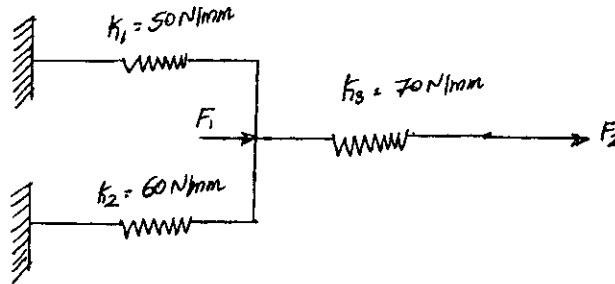 k₁ = 50 N/mm
k₃ = 70 N/mm
F₁
F₂
k₂ = 60 N/mm